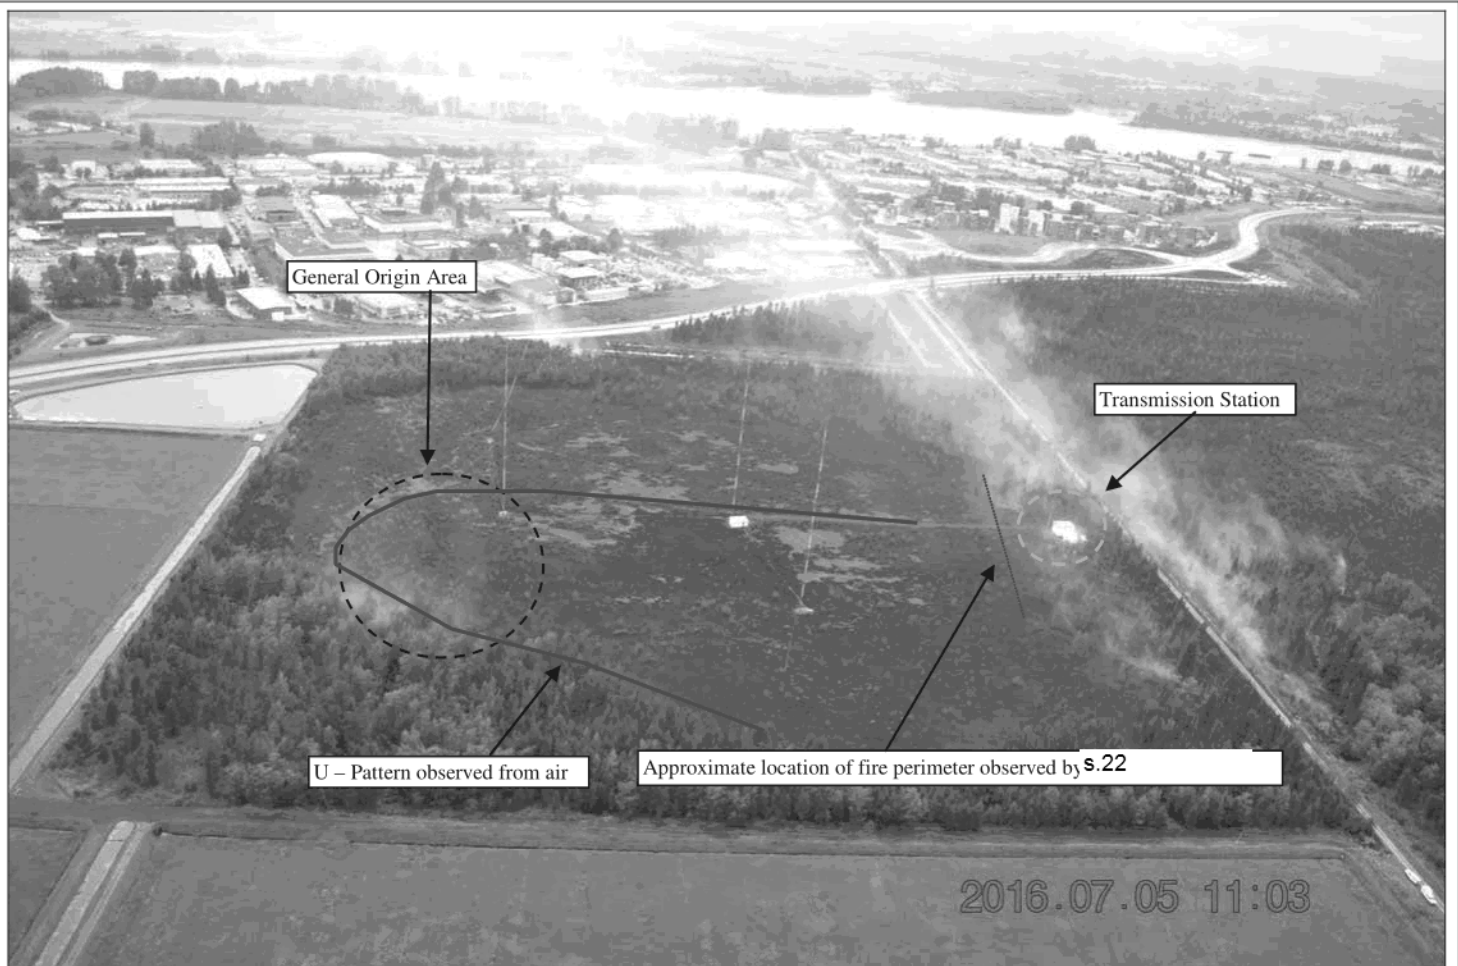 General Origin Area
Transmission Station
U – Pattern observed from air
Approximate location of fire perimeter observed by s.22
2016.07.05 11:03